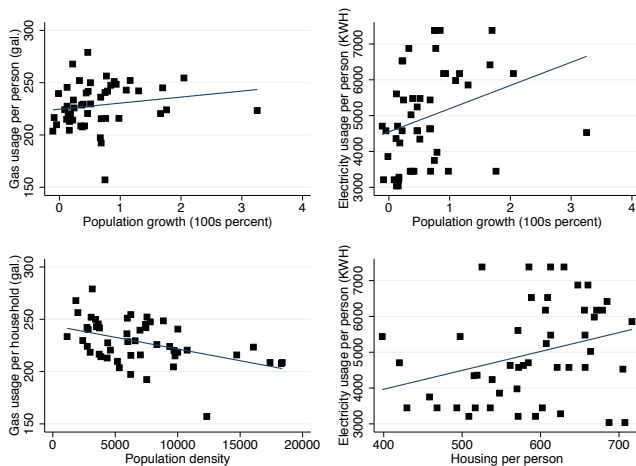 Gas usage per person (gal.)
300
250
200
150
0 1 2 3 4
Population growth (100s percent)
Electricity usage per person (KWH)
7000
6000
5000
4000
3000
0 1 2 3 4
Population growth (100s percent)
Gas usage per household (gal.)
300
250
200
150
0 5000 10000 15000 20000
Population density
Electricity usage per person (KWH)
7000
6000
5000
4000
3000
400 500 600 700
Housing per person